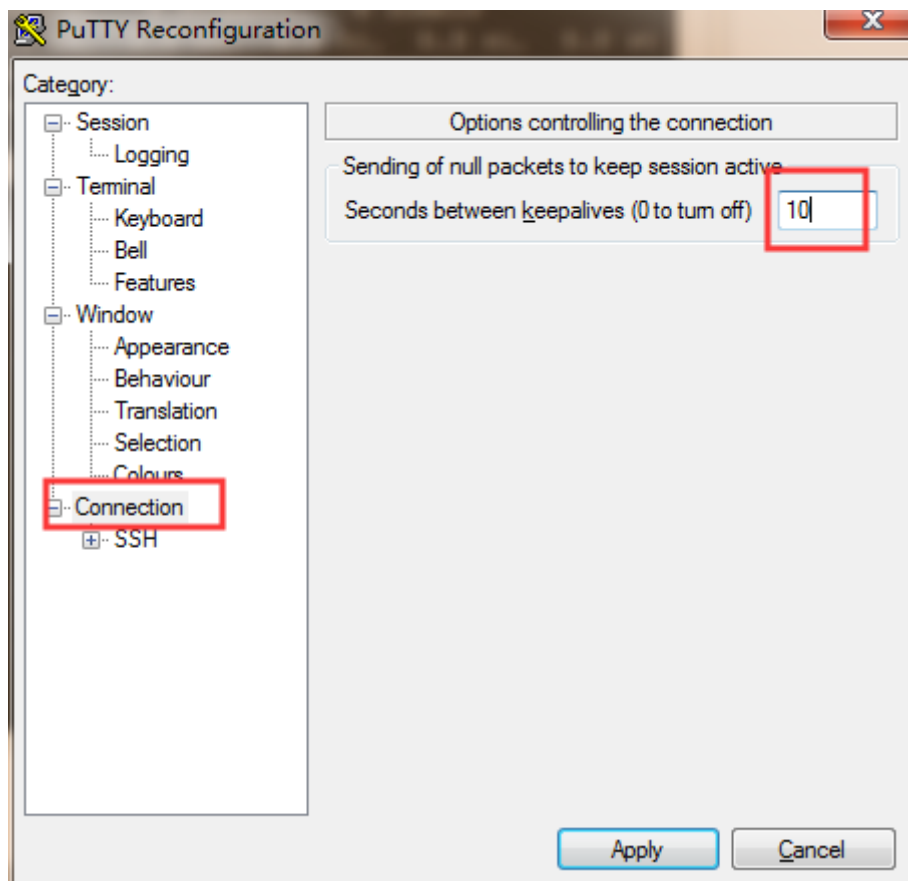 PuTTY Reconfiguration
Category:
Session
Logging
Terminal
Keyboard
Bell
Features
Window
Appearance
Behaviour
Translation
Selection
Colours
Connection
SSH
Options controlling the connection
Sending of null packets to keep session active
Seconds between keepalives (0 to turn off) 10
Apply Cancel